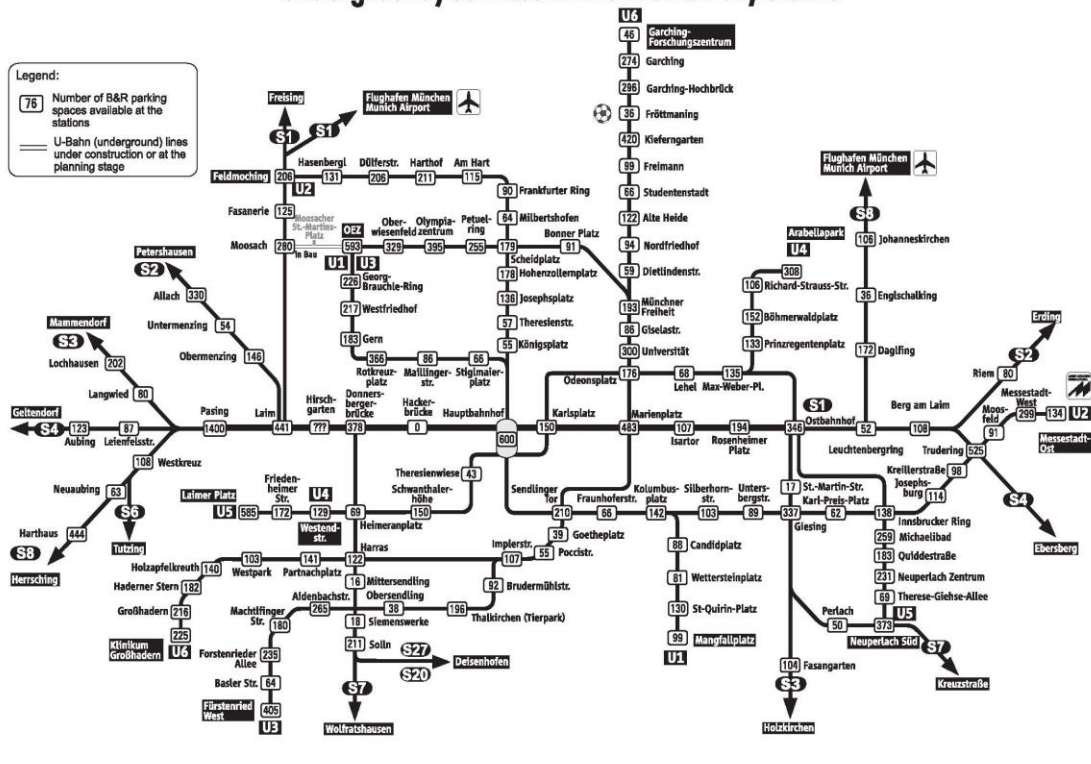 Legend:
76
Number of B&R parking
spaces available at the
stations
U-Bahn (underground) lines
under construction or at the
planning stage
U6
46
Garching-
Forschungszentrum
274
Garching
296
Garching-Hochbrück
36
Fröttmaning
420
Kieferngarten
99
Freimann
66
Studentenstadt
122
Alte Heide
94
Nordfriedhof
59
Dietlindenstr.
193
Münchner
Freiheit
86
Giselastr.
300
Universität
176
Odeonsplatz
Freising
S1
S1
Flughafen München
Munich Airport
Feldmoching
206
U2
Hasenbergl
131
Dülferstr.
206
Harthof
211
Am Hart
115
90
Frankfurter Ring
64
Milbertshofen
179
Scheidplatz
Bonner Platz
91
178
Hohenzollernplatz
136
Josephsplatz
57
Theresienstr.
55
Königsplatz
Fasanerie
125
Moosach
280
Moosacher
St.-Martins-
Platz
in Bau
OEZ
593
U1
U3
Ober-
wiesenfeld
329
Olympia-
zentrum
395
Petuel-
ring
255
226
Georg-
Brauchle-Ring
217
Westfriedhof
183
Gern
366
Rotkreuz-
platz
86
Maillinger-
str.
66
Stiglmaier-
platz
Petershausen
S2
Allach
330
Untermenzing
54
Obermenzing
146
Mammendorf
S3
Lochhausen
202
Langwied
80
Geltendorf
S4
123
Aubing
87
Leienfelsstr.
Pasing
1400
Laim
441
Hirsch-
garten
???
Donners-
berger-
brücke
378
Hacker-
brücke
0
Hauptbahnhof
600
Karlsplatz
150
Marienplatz
483
107
Isartor
194
Rosenheimer
Platz
S1
Ostbahnhof
346
52
Leuchtenbergring
Berg am Laim
108
108
Westkreuz
Neuaubing
63
S6
Tutzing
Harthaus
444
S8
Herrsching
Flughafen München
Munich Airport
S8
106
Johanneskirchen
36
Englschalking
172
Daglfing
Arabellapark
U4
308
106
Richard-Strauss-Str.
152
Böhmerwaldplatz
133
Prinzregentenplatz
68
Lehel
135
Max-Weber-Pl.
Erding
S2
Riem
80
Messestadt-
West
299
134
U2
Messestadt-
Ost
Moos-
feld
91
Trudering
525
Kreillerstraße
98
Josephs-
burg
114
S4
Ebersberg
Laimer Platz
U5
585
Frieden-
heimer
Str.
172
U4
129
Westend-
str.
69
Heimeranplatz
Schwanthaler-
höhe
150
Theresienwiese
43
Sendlinger
Tor
210
Fraunhoferstr.
66
Kolumbus-
platz
142
Silberhorn-
str.
103
Unters-
bergstr.
89
17
St.-Martin-Str.
337
Giesing
Karl-Preis-Platz
62
138
Innsbrucker Ring
259
Michaelibad
183
Quiddestraße
231
Neuperlach Zentrum
69
Therese-Giehse-Allee
U5
373
Neuperlach Süd
Perlach
50
S7
Kreuzstraße
104
Fasangarten
S3
Holzkirchen
39
Goetheplatz
55
Poccistr.
Implerstr.
107
Harras
122
141
Partnachplatz
103
Westpark
Holzapfelkreuth
140
Haderner Stern
182
Großhadern
216
225
Klinikum
Großhadern
U6
92
Brudermühlstr.
196
Thalkirchen (Tierpark)
Obersendling
38
Aidenbachstr.
265
Machtlfinger
Str.
180
Forstenrieder
Allee
235
Basler Str.
64
Fürstenried
West
405
U3
16
Mittersendling
18
Siemenswerke
211
Solln
S27
S20
Deisenhofen
S7
Wolfratshausen
88
Candidplatz
81
Wettersteinplatz
130
St-Quirin-Platz
99
Mangfallplatz
U1